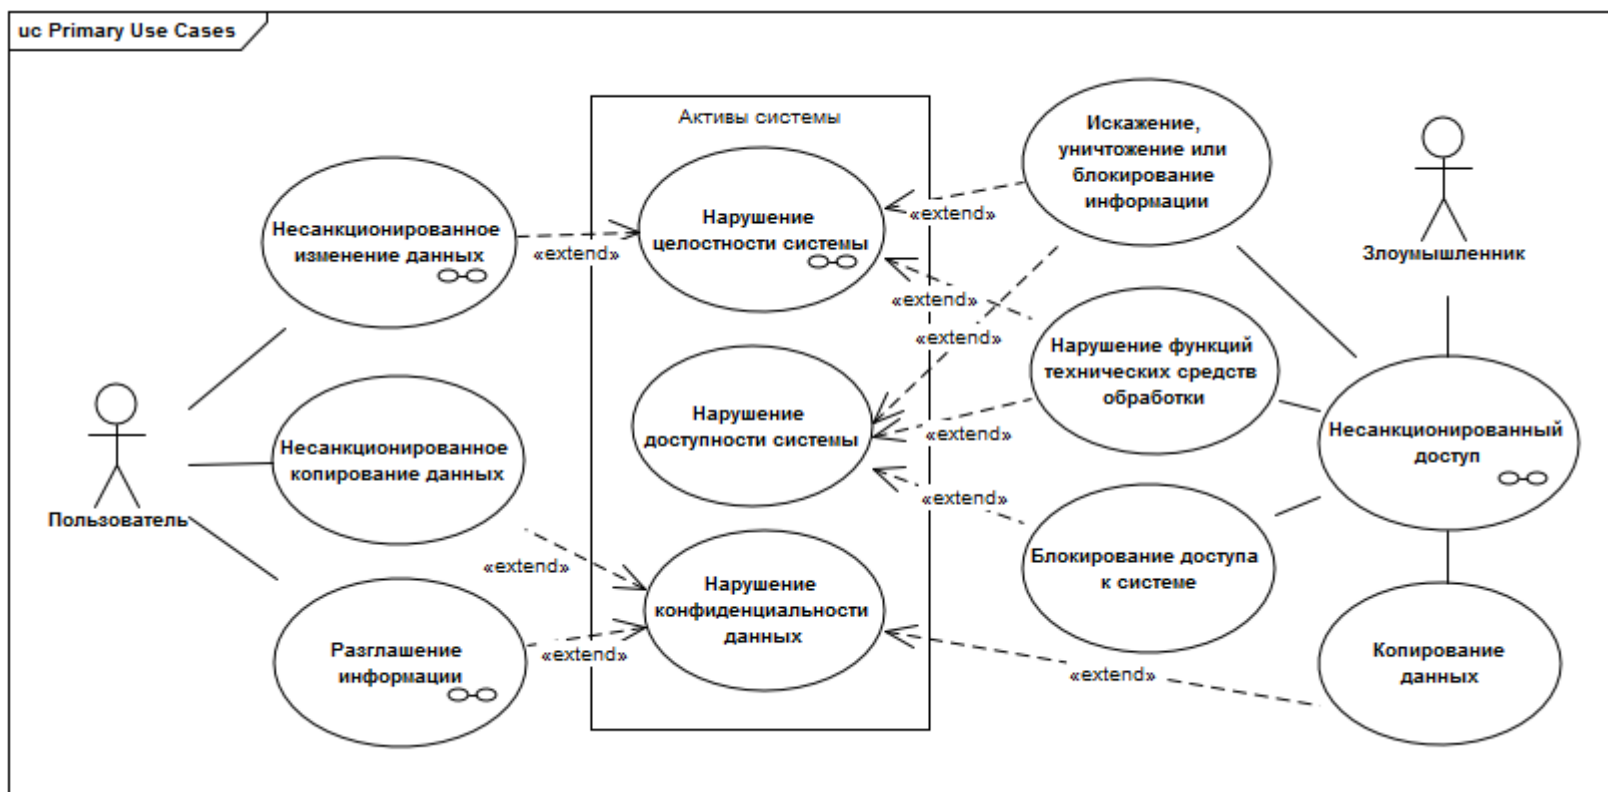 uc Primary Use Cases
Активы системы
Несанкционированное
изменение данных
«extend»
Нарушение
целостности системы
«extend»
Искажение,
уничтожение или
блокирование
информации
Злоумышленник
«extend»
«extend»
Нарушение функций
технических средств
обработки
Несанкционированное
копирование данных
Нарушение
доступности системы
«extend»
Несанкционированный
доступ
Пользователь
«extend»
«extend»
Нарушение
конфиденциальности
данных
Блокирование доступа
к системе
Разглашение
информации
«extend»
«extend»
Копирование
данных